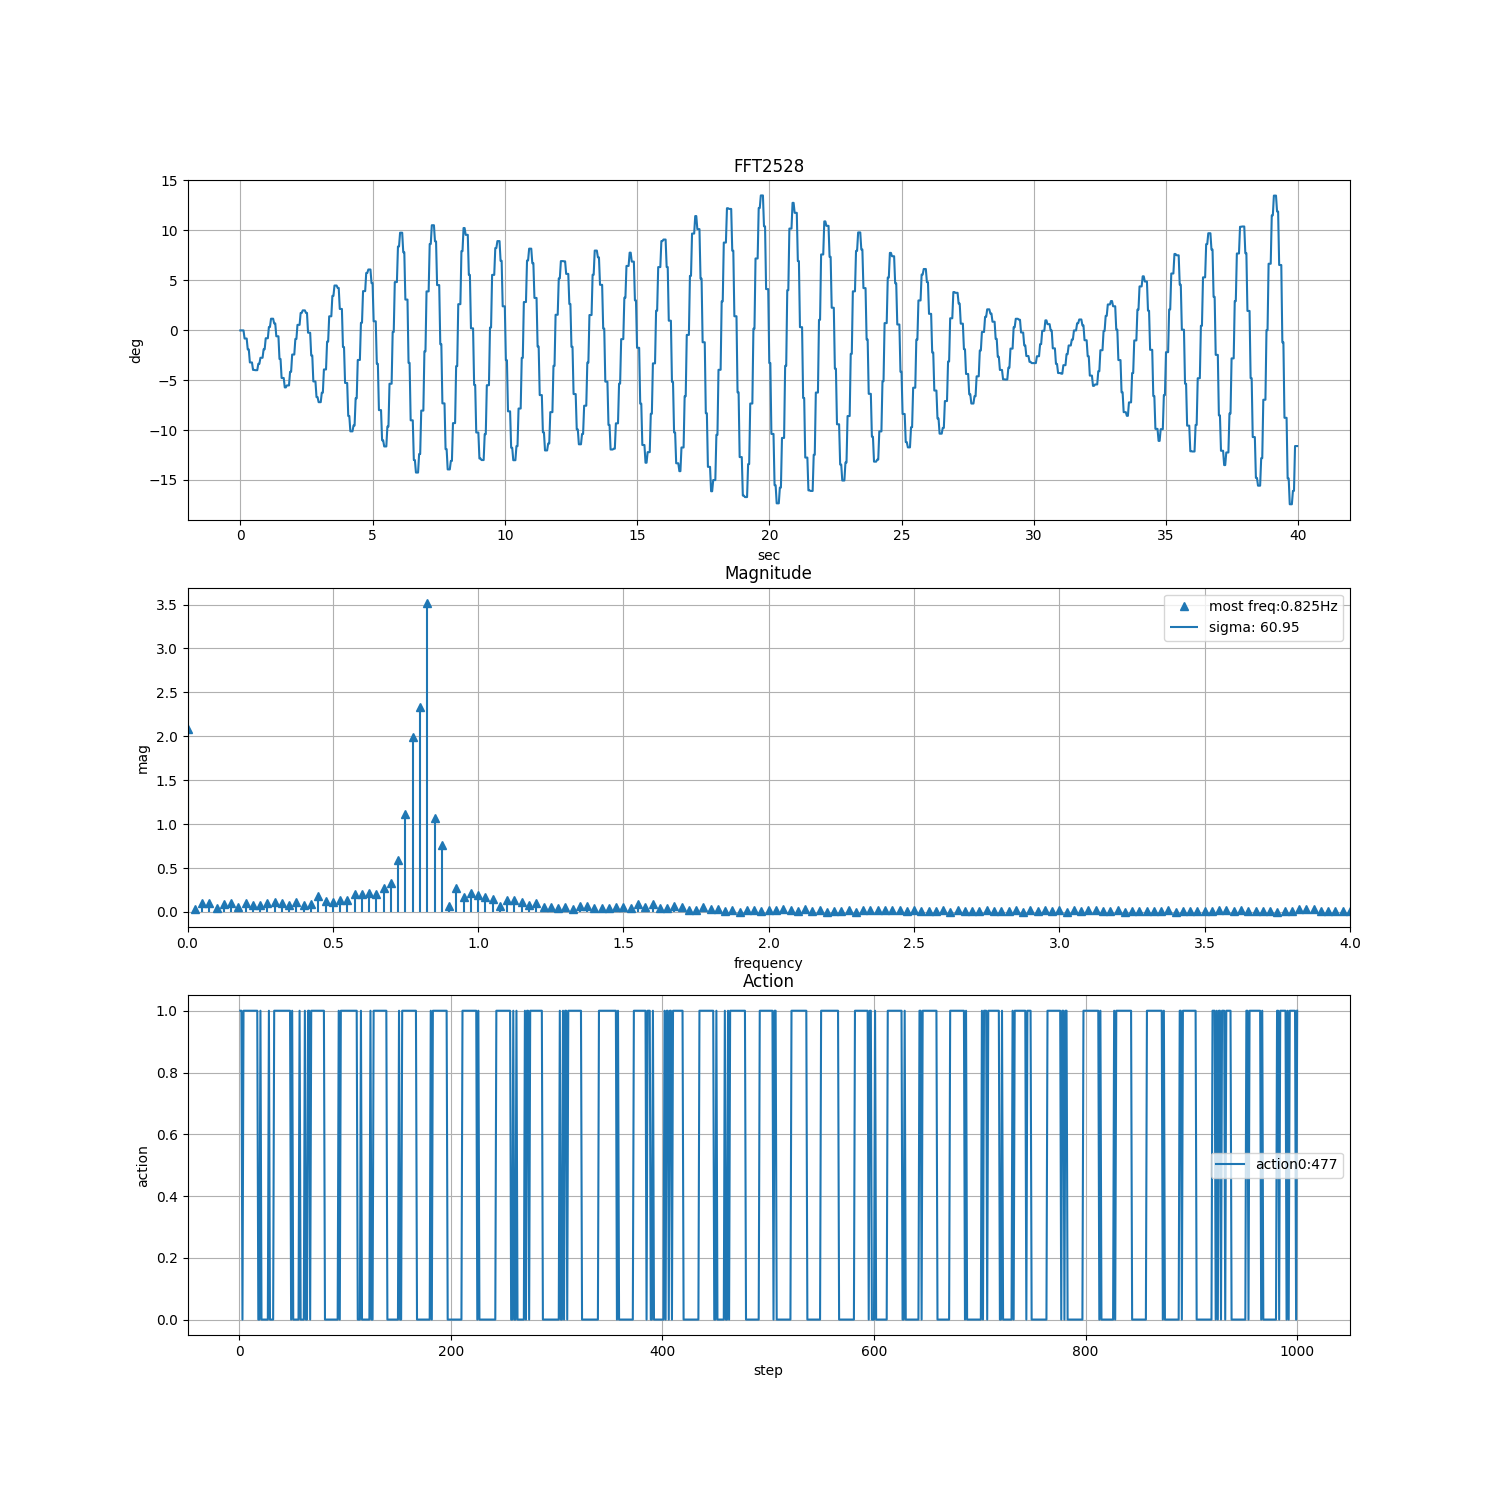 FFT2528
15
10
5
0
−5
−10
−15
deg
0 5 10 15 20 25 30 35 40
sec
Magnitude
3.5
3.0
2.5
2.0
1.5
1.0
0.5
0.0
mag
most freq:0.825Hz
sigma: 60.95
0.0 0.5 1.0 1.5 2.0 2.5 3.0 3.5 4.0
frequency
Action
1.0
0.8
0.6
0.4
0.2
0.0
action
action0:477
0 200 400 600 800 1000
step